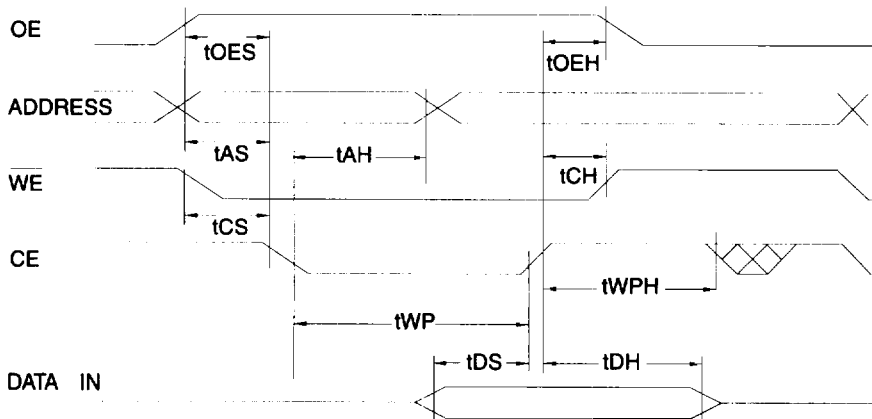 OE
tOES
tOEH
ADDRESS
tAS
tAH
WE
tCH
tCS
CE
tWPH
tWP
tDS
tDH
DATA IN